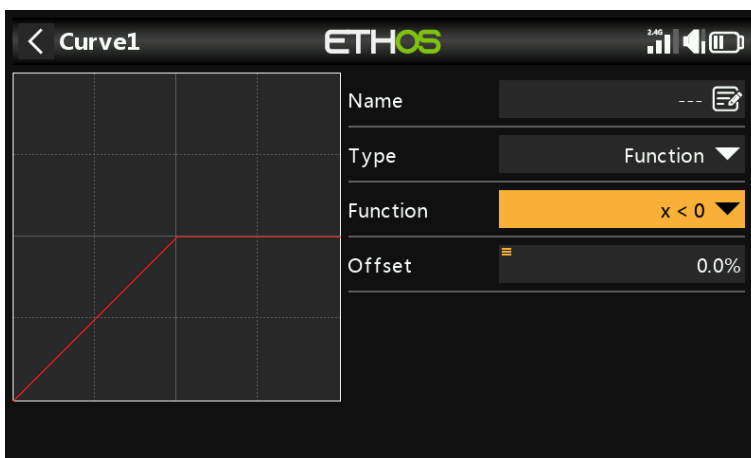 Curve1
ETHOS
2.4G
Name
---
Type
Function
Function
x < 0
Offset
0.0%